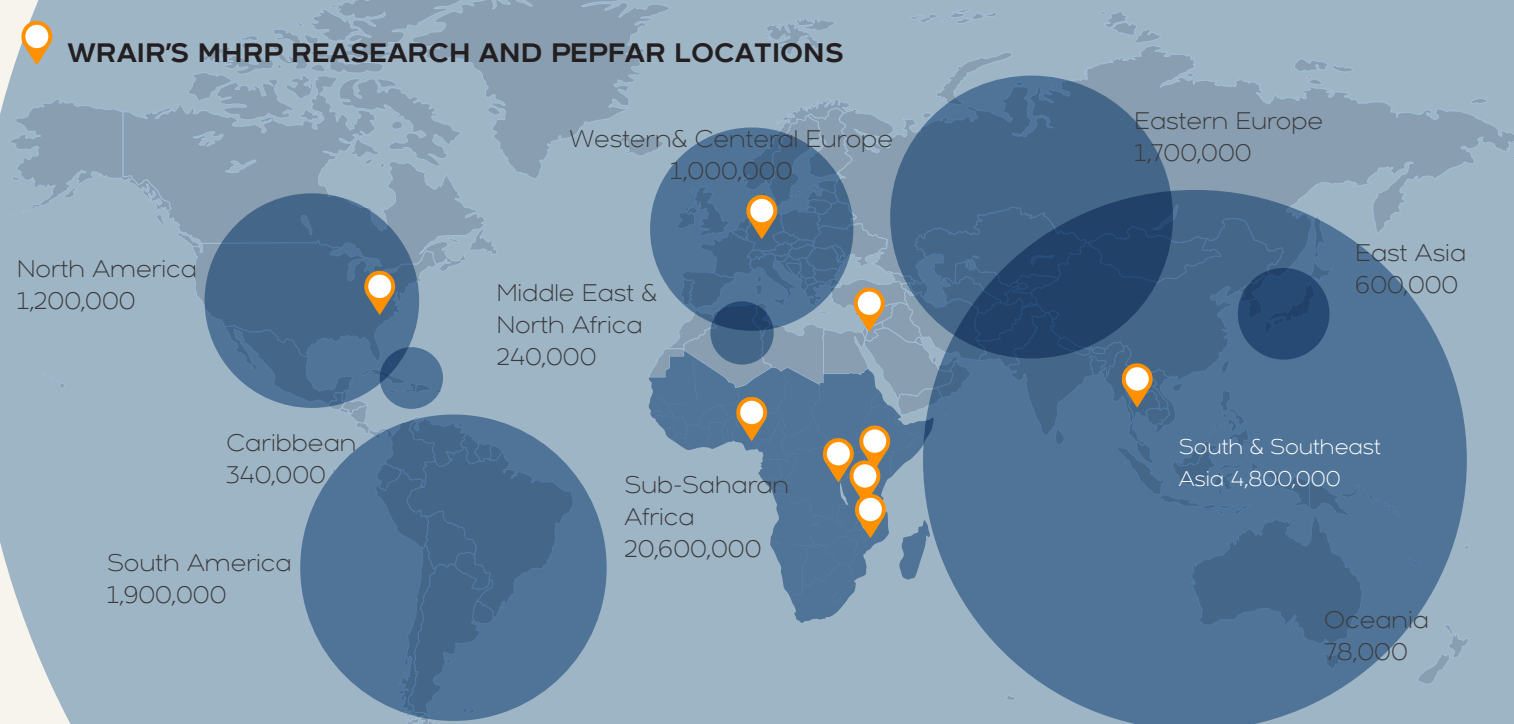 WRAIR'S MHRP REASEARCH AND PEPFAR LOCATIONS
Western& Centeral Europe
1,000,000
Eastern Europe
1,700,000
North America
1,200,000
Middle East &
North Africa
240,000
East Asia
600,000
Caribbean
340,000
Sub-Saharan
Africa
20,600,000
South & Southeast
Asia 4,800,000
South America
1,900,000
Oceania
78,000